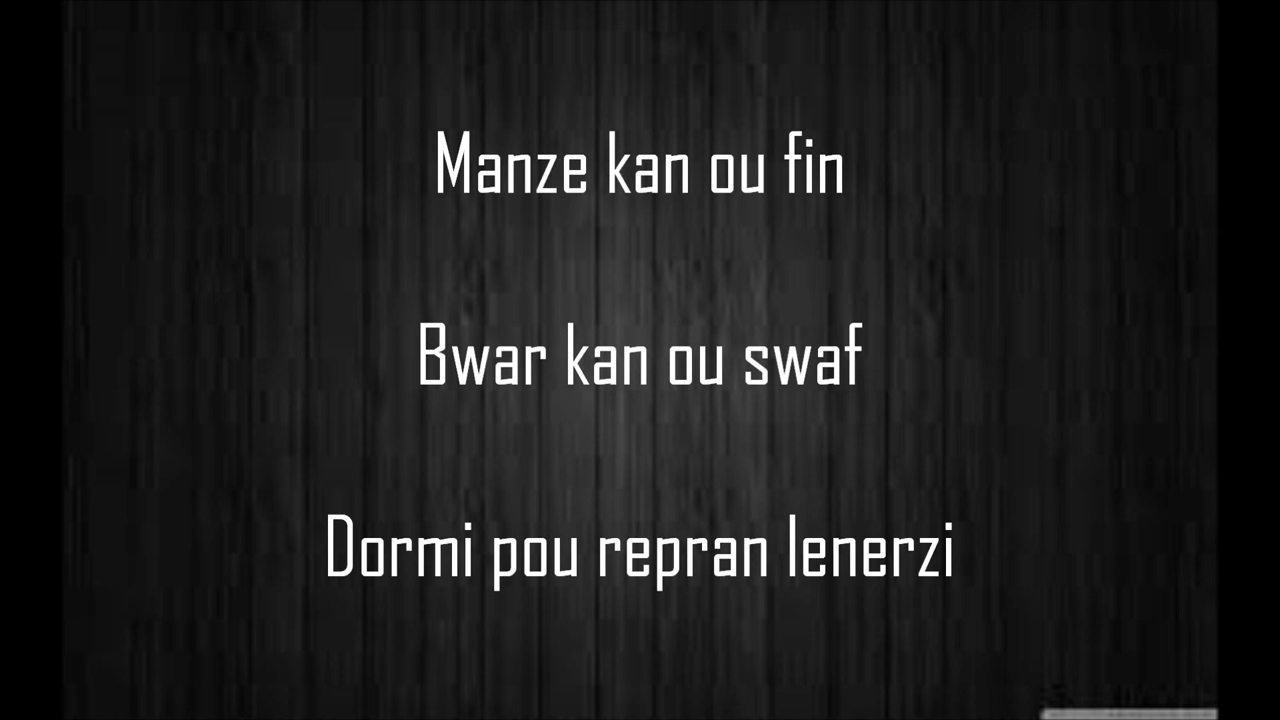 Manze kan ou fin
Bwar kan ou swaf
Dormi pou repran lenerzi